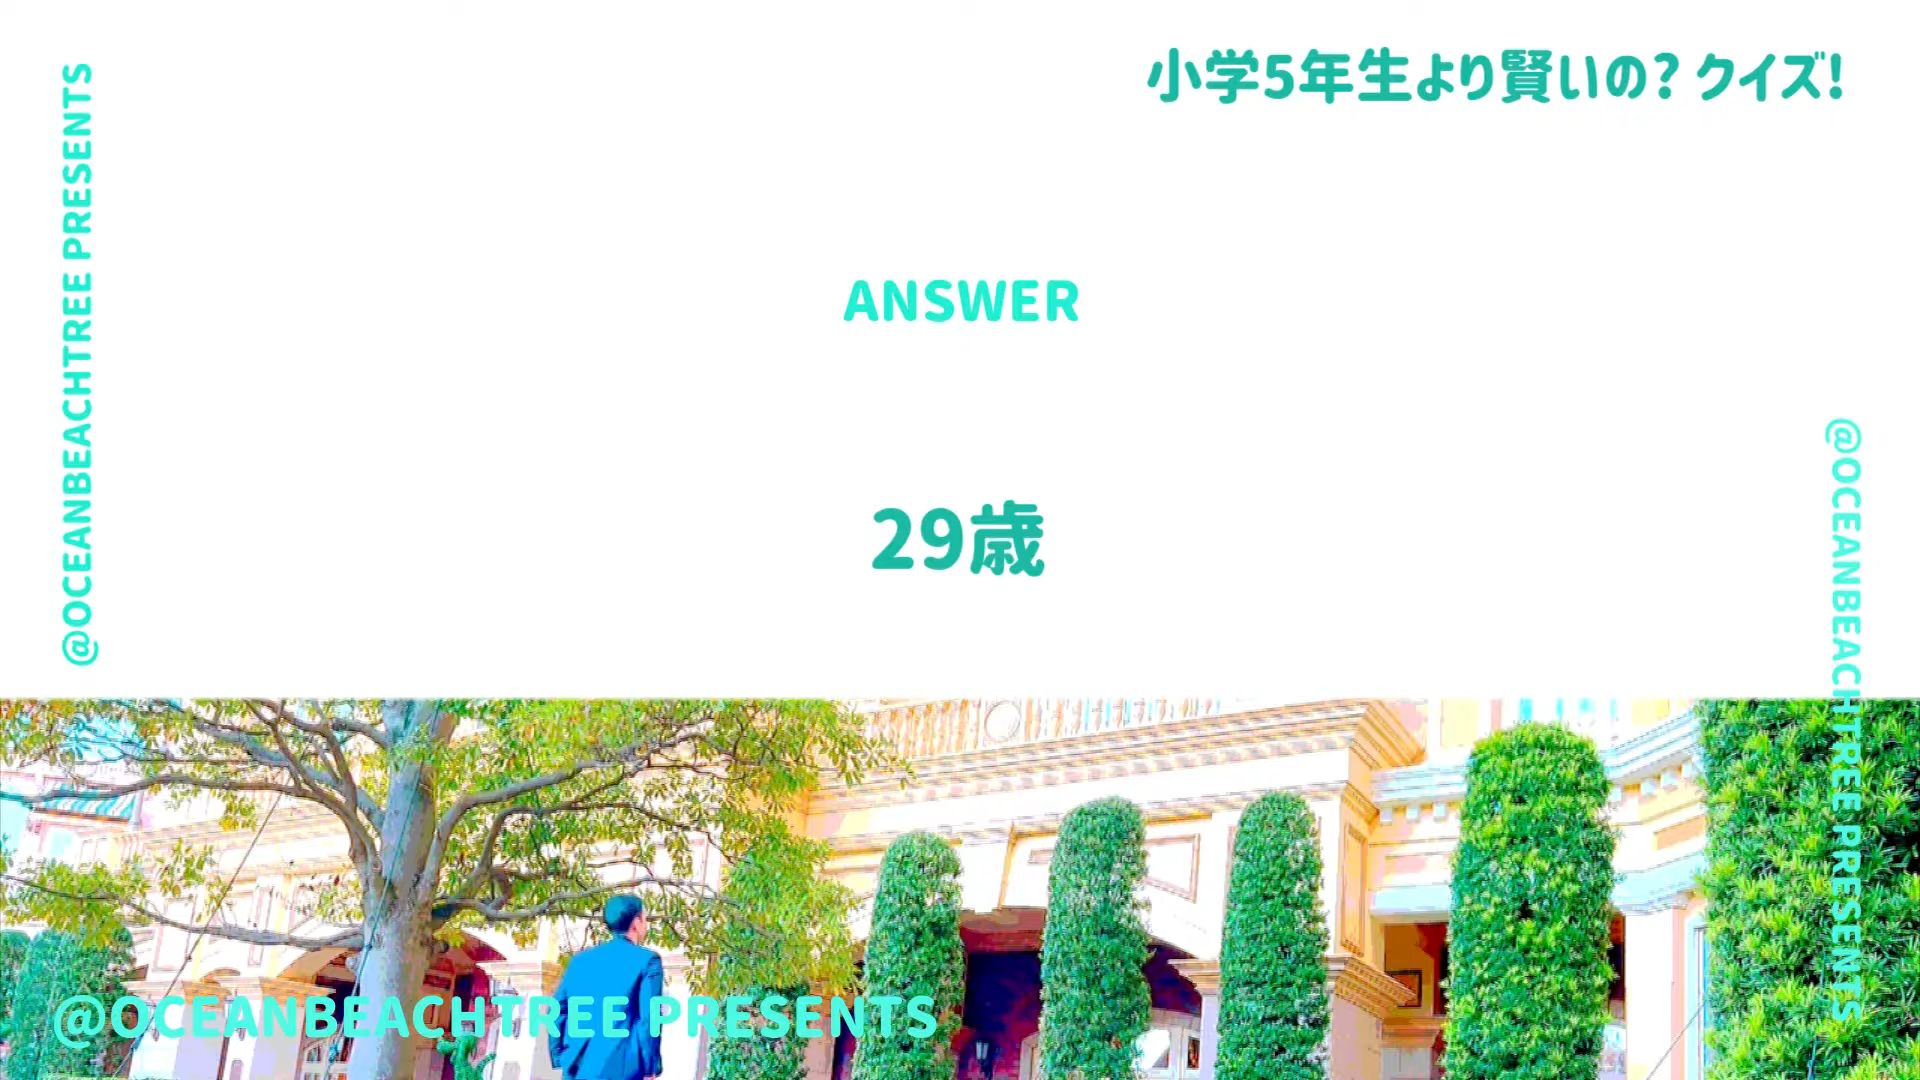 小学5年生より賢いの? クイズ!
@OCEANBEACHTREE PRESENTS
ANSWER
29歳
@OCEANBEACHTREE PRESENTS
@OCEANBEACHTREE PRESENTS